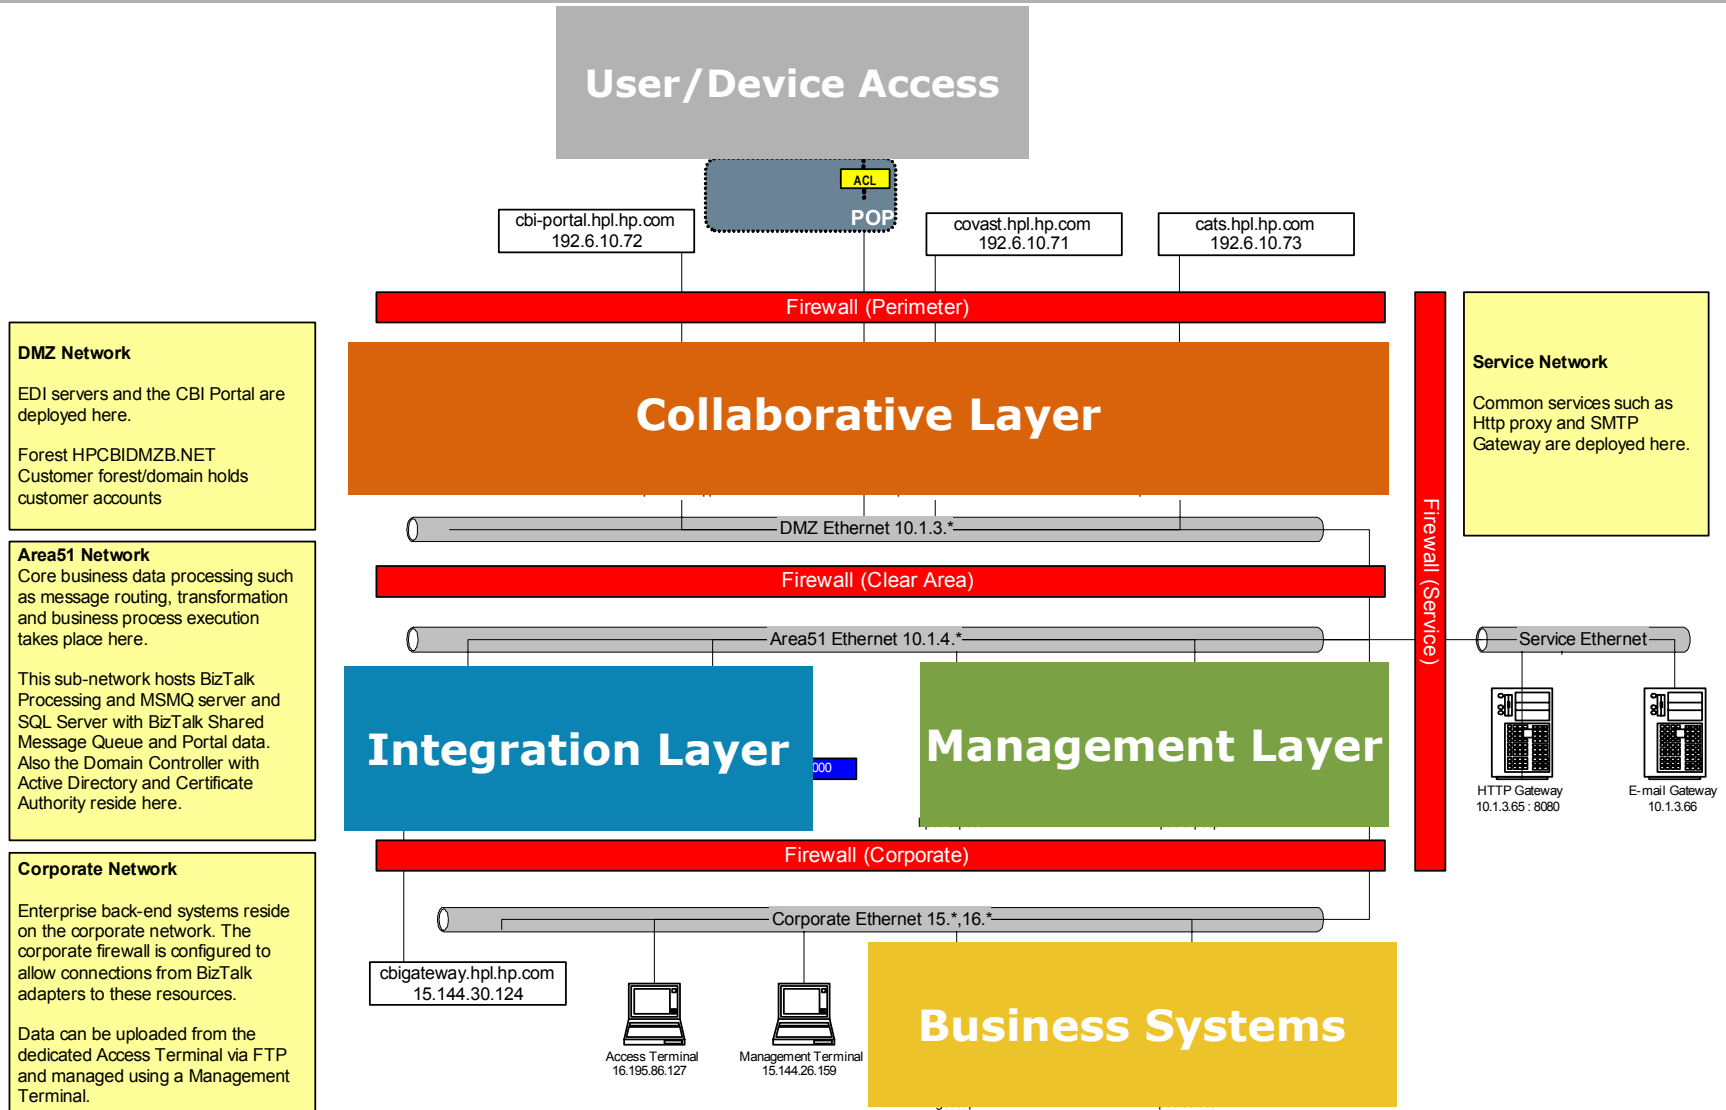 User/Device Access
ACL
POP
cbi-portal.hpl.hp.com
192.6.10.72
covast.hpl.hp.com
192.6.10.71
cats.hpl.hp.com
192.6.10.73
Firewall (Perimeter)
DMZ Network
EDI servers and the CBI Portal are
deployed here.
Forest HPCBIDMZB.NET
Customer forest/domain holds
customer accounts
Collaborative Layer
Service Network
Common services such as
Http proxy and SMTP
Gateway are deployed here.
DMZ Ethernet 10.1.3.*
Firewall (Clear Area)
Firewall (Service)
Area51 Network
Core business data processing such
as message routing, transformation
and business process execution
takes place here.
This sub-network hosts BizTalk
Processing and MSMQ server and
SQL Server with BizTalk Shared
Message Queue and Portal data.
Also the Domain Controller with
Active Directory and Certificate
Authority reside here.
Area51 Ethernet 10.1.4.*
Service Ethernet
Integration Layer
000
Management Layer
HTTP Gateway
10.1.3.65 : 8080
E-mail Gateway
10.1.3.66
Firewall (Corporate)
Corporate Network
Enterprise back-end systems reside
on the corporate network. The
corporate firewall is configured to
allow connections from BizTalk
adapters to these resources.
Data can be uploaded from the
dedicated Access Terminal via FTP
and managed using a Management
Terminal.
Corporate Ethernet 15.*,16.*
cbigateway.hpl.hp.com
15.144.30.124
Access Terminal
16.195.86.127
Management Terminal
15.144.26.159
Business Systems